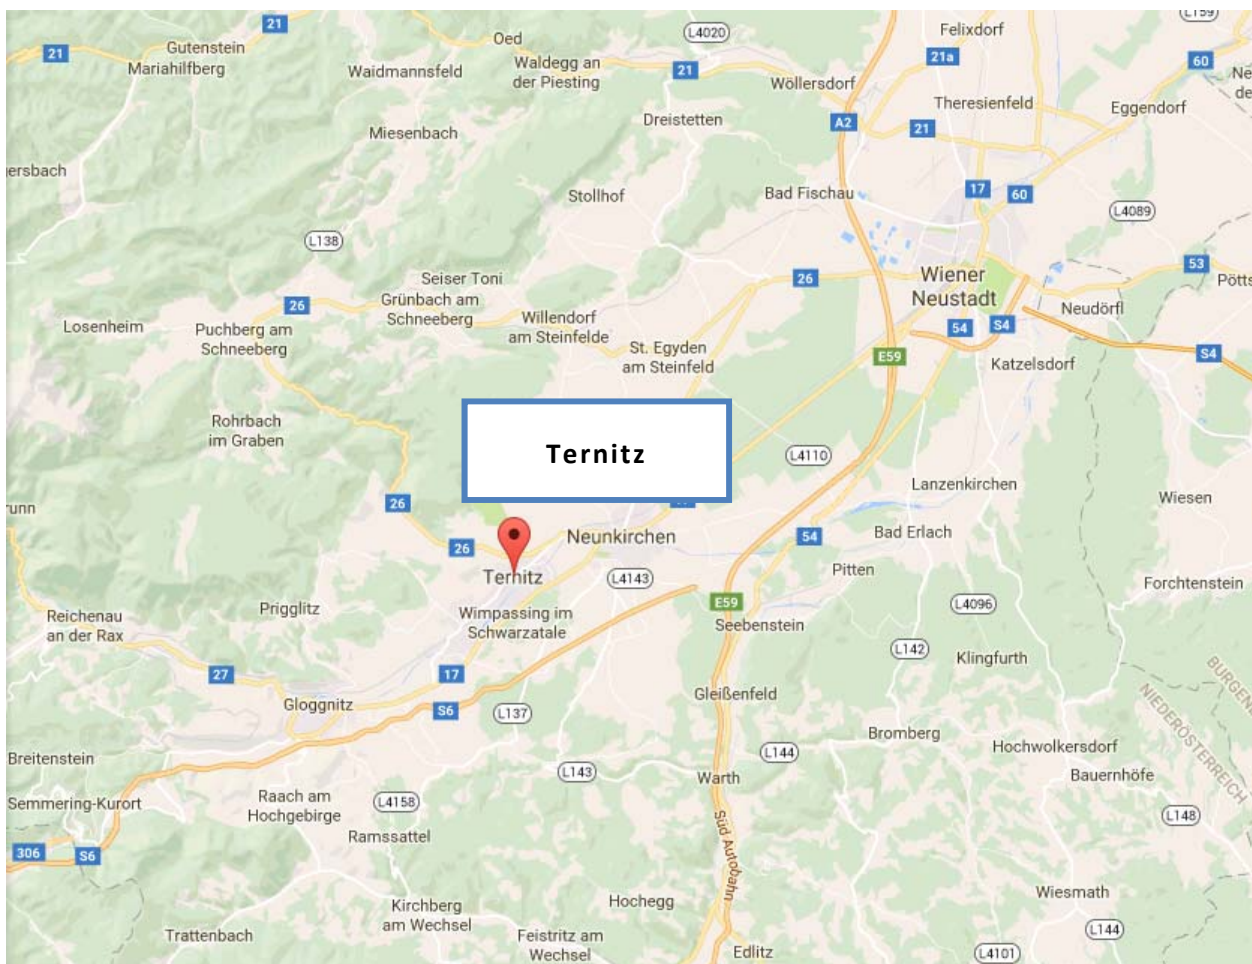 L159
21
Gutenstein
Mariahilfberg
21
Waidmannsfeld
Oed
Waldegg an
der Piesting
L4020
21
Wöllersdorf
Felixdorf
21a
60
Theresienfeld
Eggendorf
Miesenbach
Dreistetten
A2
21
ersbach
Stollhof
Bad Fischau
17
60
L4089
L138
Seiser Toni
Grünbach am
Schneeberg
26
26
Wiener
Neustadt
53
Neudörfl
Losenheim
Puchberg am
Schneeberg
Willendorf
am Steinfelde
St. Egyden
am Steinfeld
54
S4
E59
Katzelsdorf
S4
Rohrbach
im Graben
Ternitz
L4110
Lanzenkirchen
Wiesen
runn
26
26
Neunkirchen
54
Bad Erlach
Ternitz
L4143
Pitten
Forchtenstein
Reichenau
an der Rax
Prigglitz
Wimpassing im
Schwarzatale
E59
Seebenstein
L4096
L142
Klingfurth
27
17
Gloggnitz
S6
L137
Gleißenfeld
BURGEN
NIEDERÖSTERREICH
Bromberg
Hochwolkersdorf
Bauernhöfe
Breitenstein
L143
L144
Warth
Semmering-Kurort
Raach am
Hochgebirge
L4158
Ramssattel
L148
306
S6
Süd Autobahn
Kirchberg
am Wechsel
Hochegg
Wiesmath
Trattenbach
Feistritz am
Wechsel
Edlitz
L144
L4101